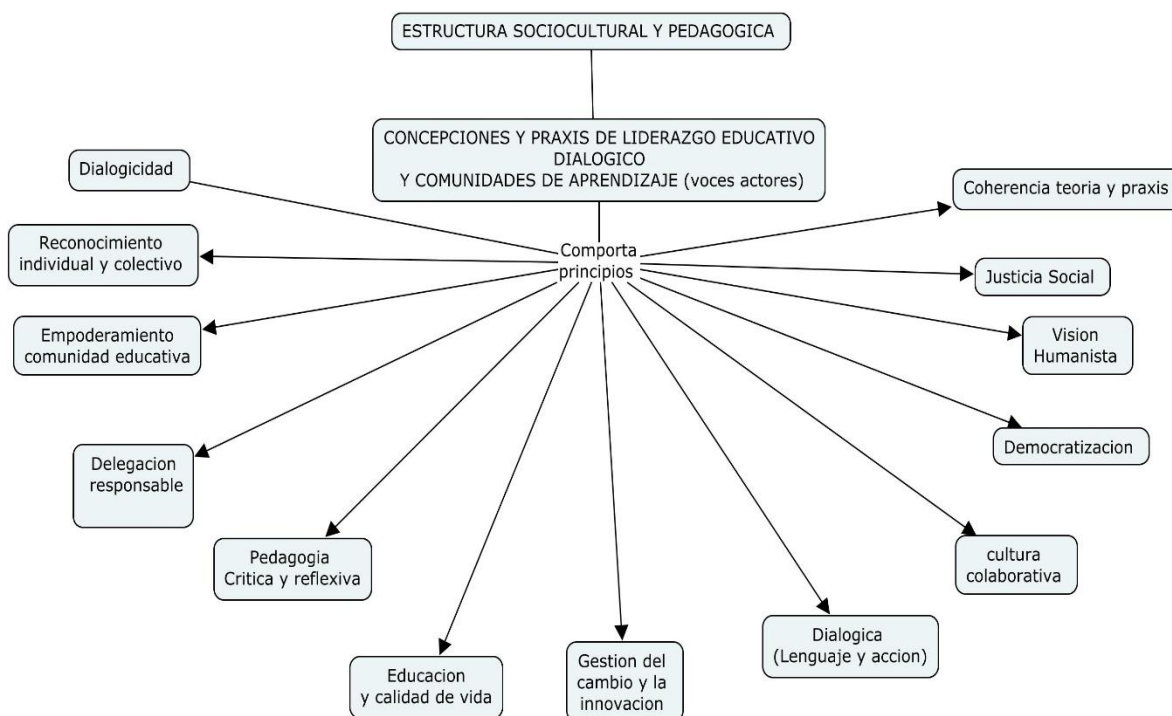 ESTRUCTURA SOCIOCULTURAL Y PEDAGOGICA
CONCEPCIONES Y PRAXIS DE LIDERAZGO EDUCATIVO
DIALOGICO
Y COMUNIDADES DE APRENDIZAJE (voces actores)
Comporta
principios
Dialogicidad
Reconocimiento
individual y colectivo
Empoderamiento
comunidad educativa
Delegacion
responsable
Pedagogia
Critica y reflexiva
Educacion
y calidad de vida
Gestion del
cambio y la
innovacion
Dialogica
(Lenguaje y accion)
cultura
colaborativa
Democratizacion
Vision
Humanista
Justicia Social
Coherencia teoria y praxis